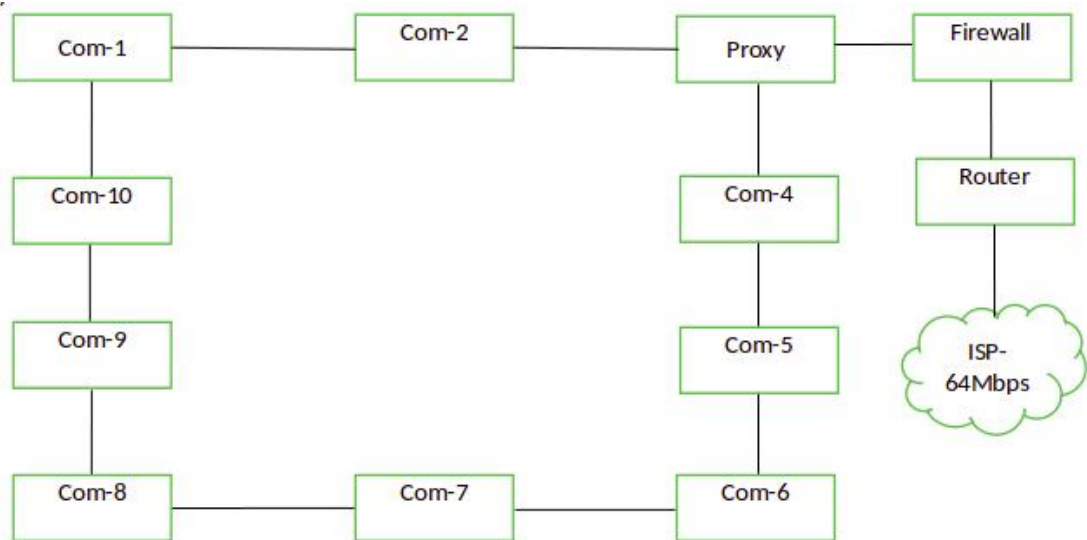 Com-1
Com-2
Proxy
Firewall
Com-10
Com-4
Router
Com-9
Com-5
ISP-
64Mbps
Com-8
Com-7
Com-6